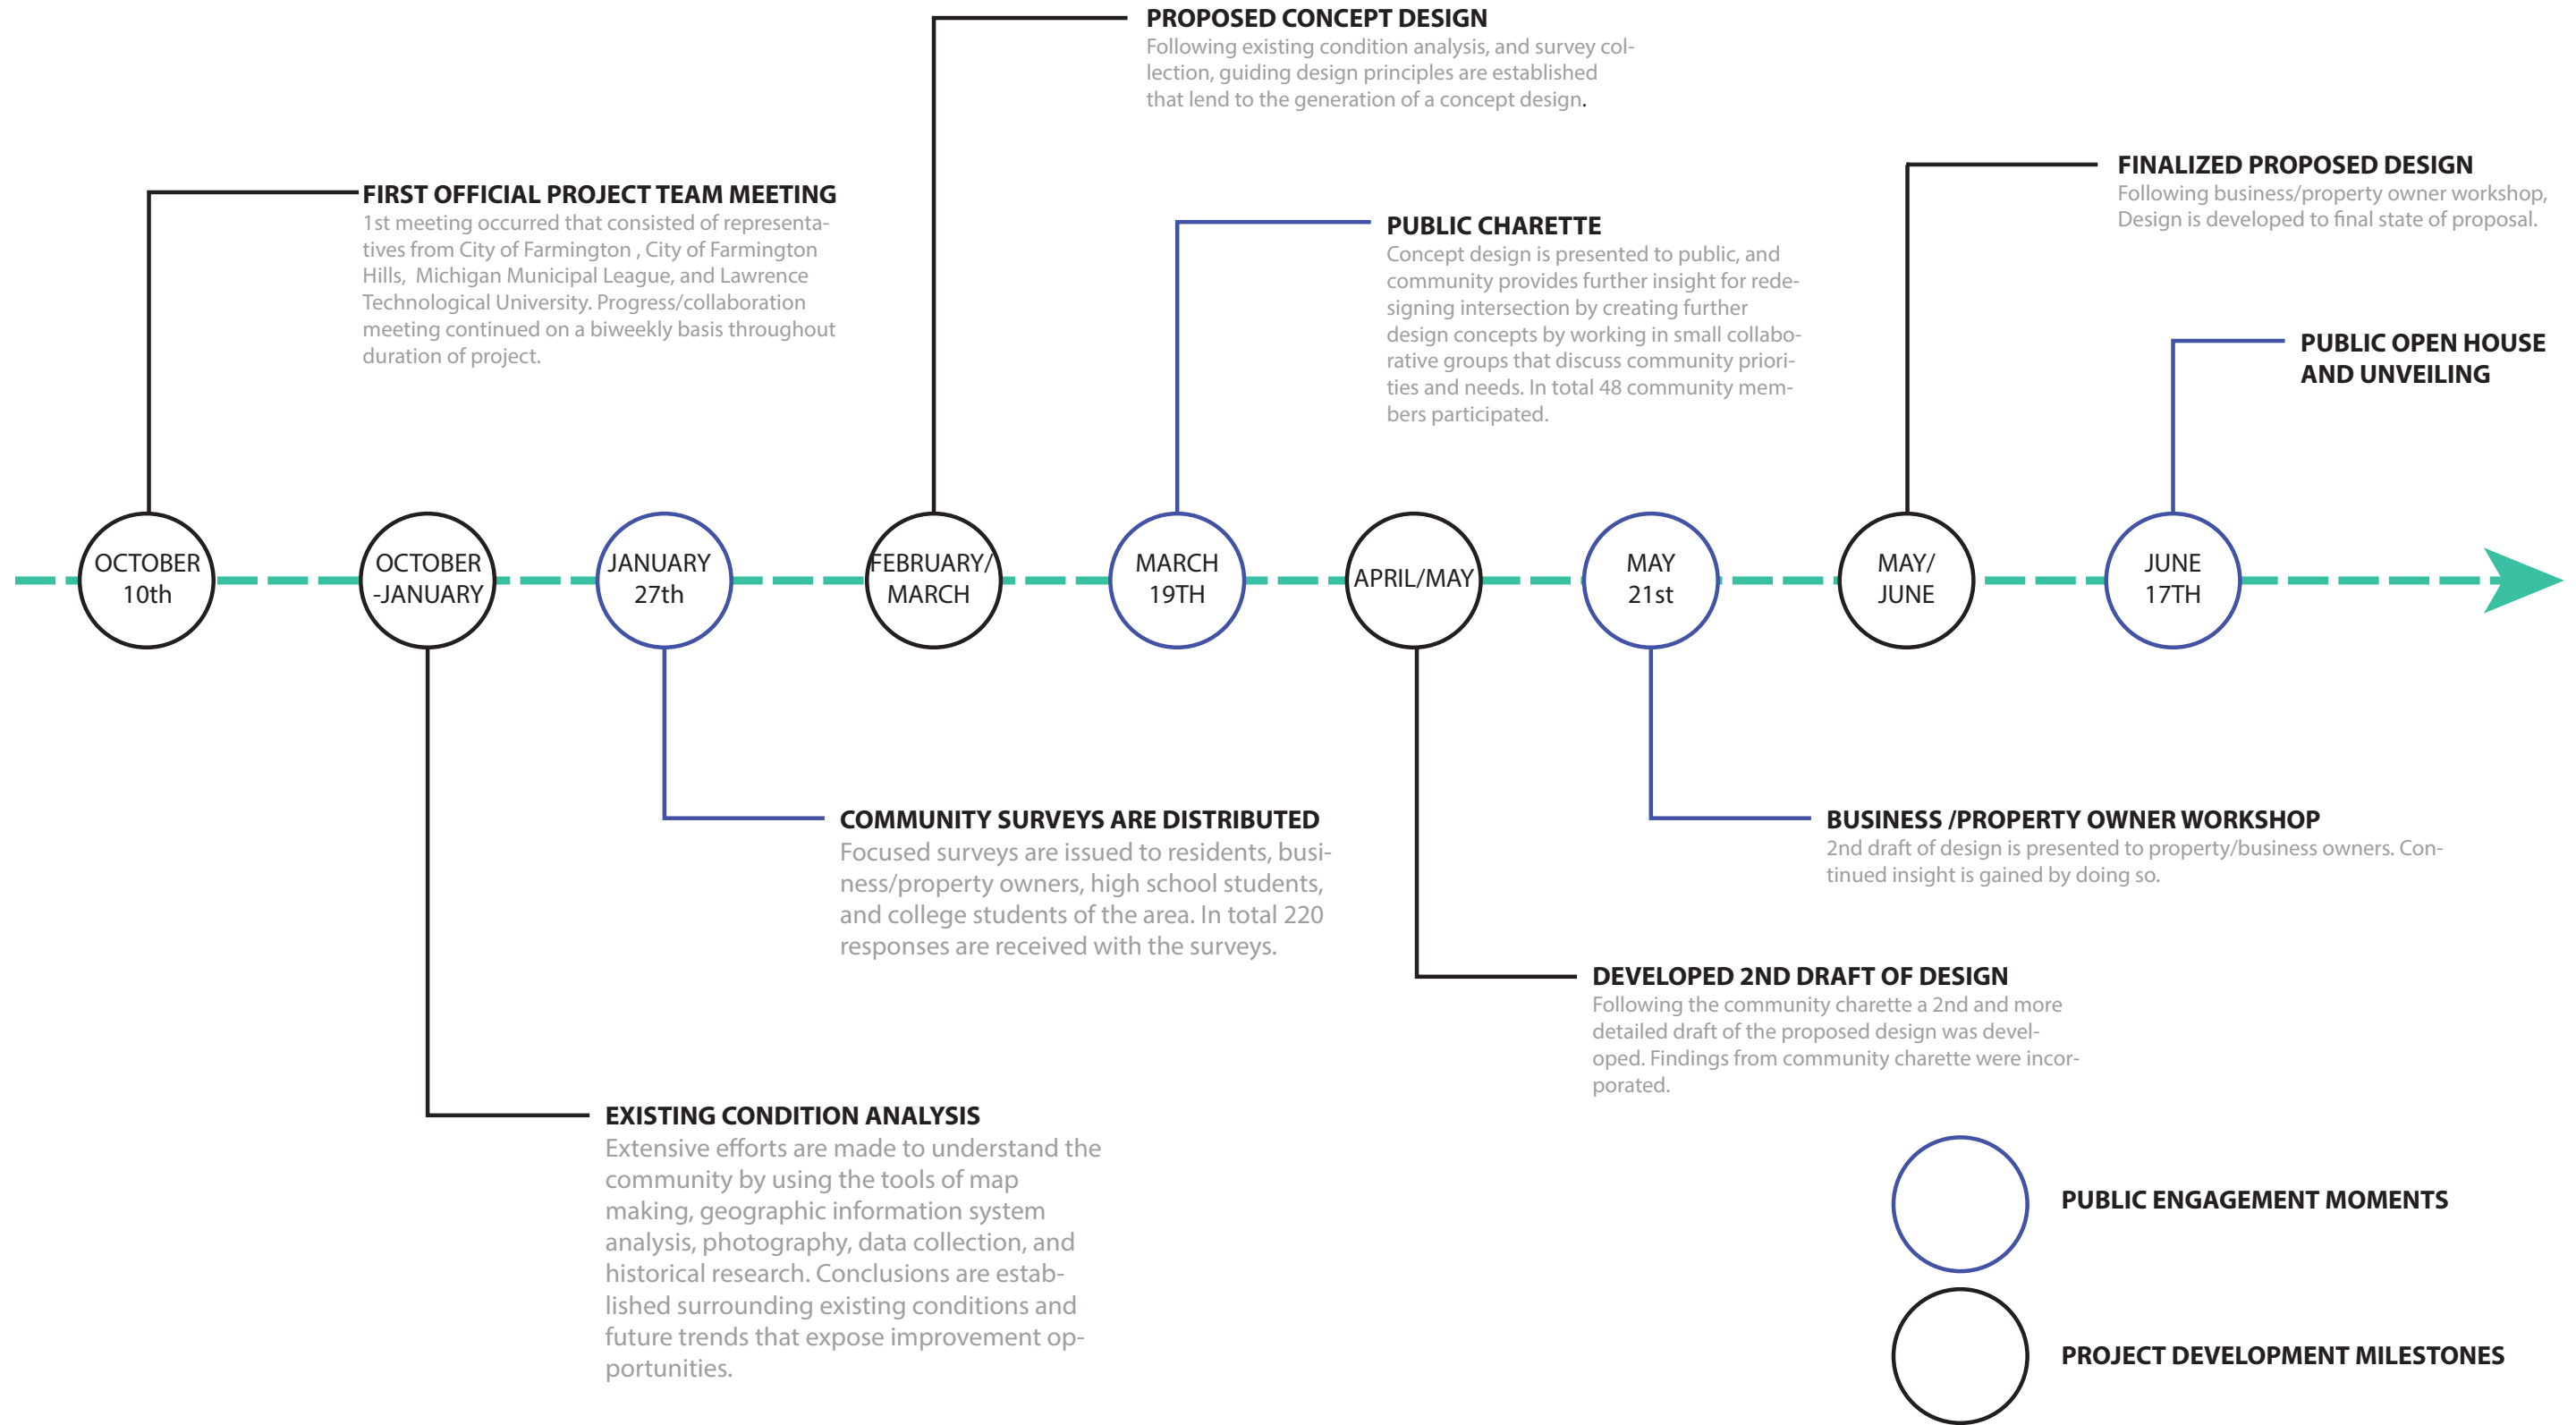 PROPOSED CONCEPT DESIGN
Following existing condition analysis, and survey col-
lection, guiding design principles are established
that lend to the generation of a concept design.
FIRST OFFICIAL PROJECT TEAM MEETING
1st meeting occurred that consisted of representa-
tives from City of Farmington , City of Farmington
Hills,  Michigan Municipal League, and Lawrence
Technological University. Progress/collaboration
meeting continued on a biweekly basis throughout
duration of project.
PUBLIC CHARETTE
Concept design is presented to public, and
community provides further insight for rede-
signing intersection by creating further
design concepts by working in small collabo-
rative groups that discuss community priori-
ties and needs. In total 48 community mem-
bers participated.
FINALIZED PROPOSED DESIGN
Following business/property owner workshop,
Design is developed to final state of proposal.
PUBLIC OPEN HOUSE
AND UNVEILING
OCTOBER
10th
OCTOBER
-JANUARY
JANUARY
27th
FEBRUARY/
MARCH
MARCH
19TH
APRIL/MAY
MAY
21st
MAY/
JUNE
JUNE
17TH
COMMUNITY SURVEYS ARE DISTRIBUTED
Focused surveys are issued to residents, busi-
ness/property owners, high school students,
and college students of the area. In total 220
responses are received with the surveys.
BUSINESS /PROPERTY OWNER WORKSHOP
2nd draft of design is presented to property/business owners. Con-
tinued insight is gained by doing so.
DEVELOPED 2ND DRAFT OF DESIGN
Following the community charette a 2nd and more
detailed draft of the proposed design was devel-
oped. Findings from community charette were incor-
porated.
EXISTING CONDITION ANALYSIS
Extensive efforts are made to understand the
community by using the tools of map
making, geographic information system
analysis, photography, data collection, and
historical research. Conclusions are estab-
lished surrounding existing conditions and
future trends that expose improvement op-
portunities.
PUBLIC ENGAGEMENT MOMENTS
PROJECT DEVELOPMENT MILESTONES